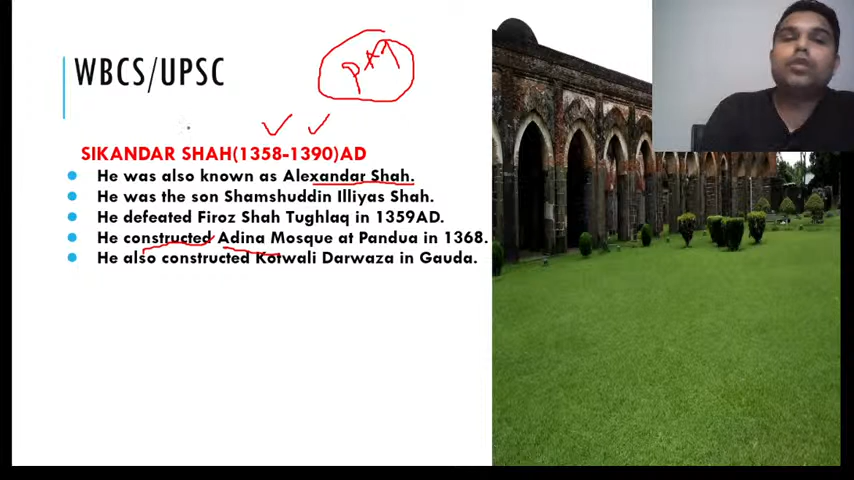 WBCS/UPSC
SIKANDAR SHAH(1358-1390)AD
He was also known as Alexandar Shah.
He was the son Shamshuddin Illiyas Shah.
He defeated Firoz Shah Tughlaq in 1359AD.
He constructed Adina Mosque at Pandua in 1368.
He also constructed Kotwali Darwaza in Gauda.